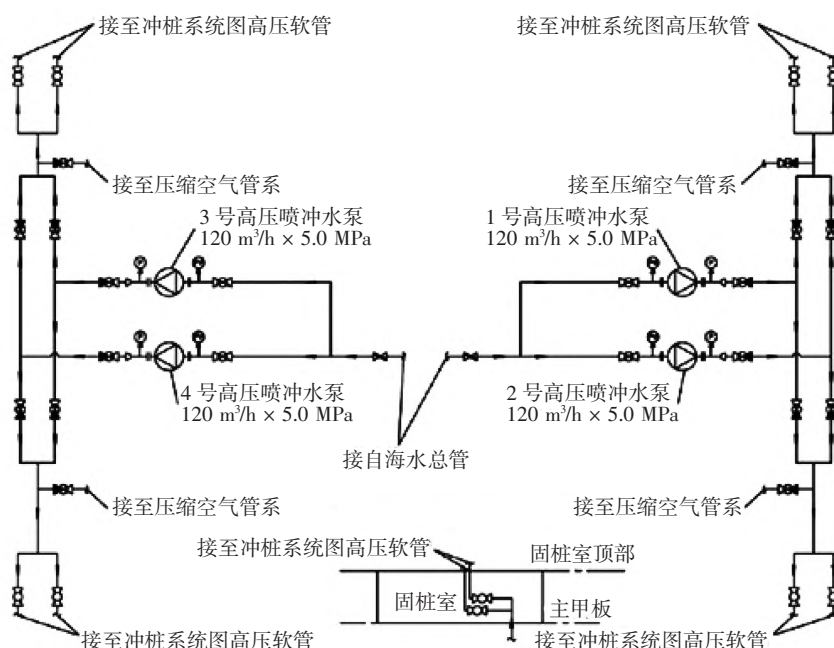 接至冲桩系统图高压软管
接至冲桩系统图高压软管
接至压缩空气管系
接至压缩空气管系
3 号高压喷冲水泵
120 m³/h × 5.0 MPa
1 号高压喷冲水泵
120 m³/h × 5.0 MPa
4 号高压喷冲水泵
120 m³/h × 5.0 MPa
2 号高压喷冲水泵
120 m³/h × 5.0 MPa
接自海水总管
接至压缩空气管系
接至压缩空气管系
接至冲桩系统图高压软管
固桩室顶部
固桩室
主甲板
接至冲桩系统图高压软管
接至冲桩系统图高压软管